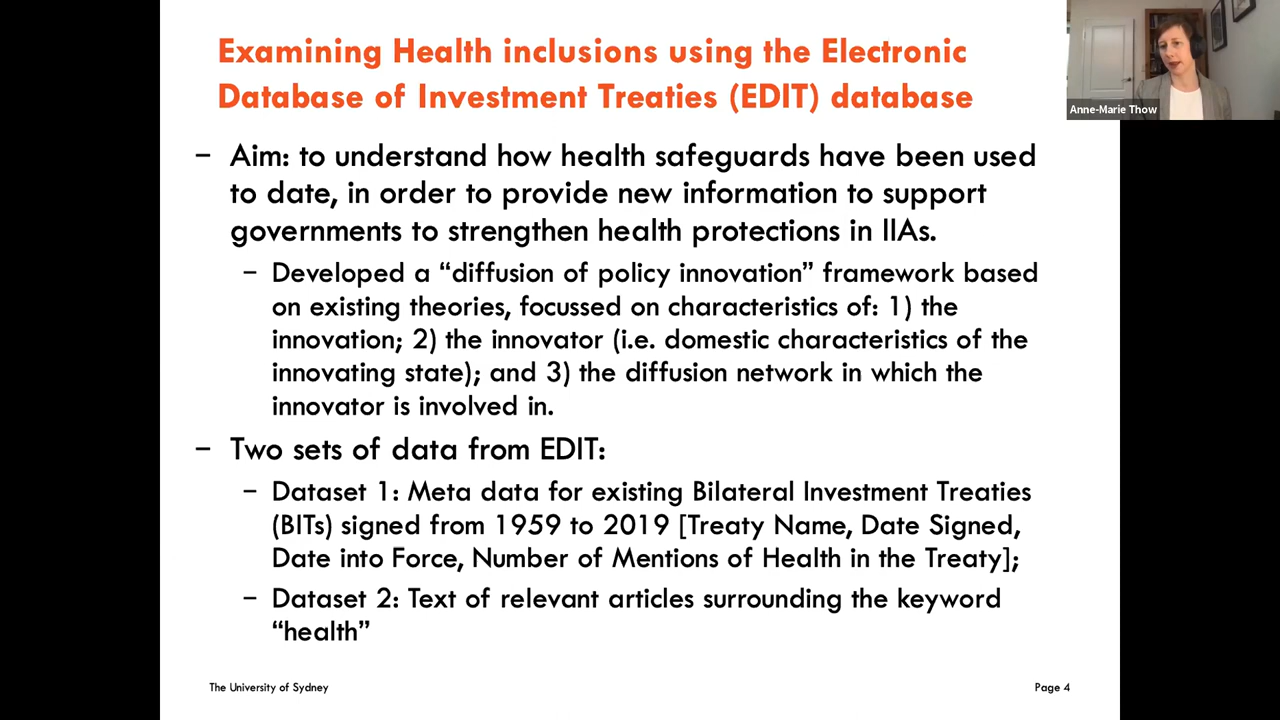 Examining Health inclusions using the Electronic
Database of Investment Treaties (EDIT) database
Anne-Marie Thow
– Aim: to understand how health safeguards have been used
to date, in order to provide new information to support
governments to strengthen health protections in IIAs.
– Developed a “diffusion of policy innovation” framework based
on existing theories, focussed on characteristics of: 1) the
innovation; 2) the innovator (i.e. domestic characteristics of the
innovating state); and 3) the diffusion network in which the
innovator is involved in.
– Two sets of data from EDIT:
– Dataset 1: Meta data for existing Bilateral Investment Treaties
(BITs) signed from 1959 to 2019 [Treaty Name, Date Signed,
Date into Force, Number of Mentions of Health in the Treaty];
– Dataset 2: Text of relevant articles surrounding the keyword
“health”
The University of Sydney
Page 4